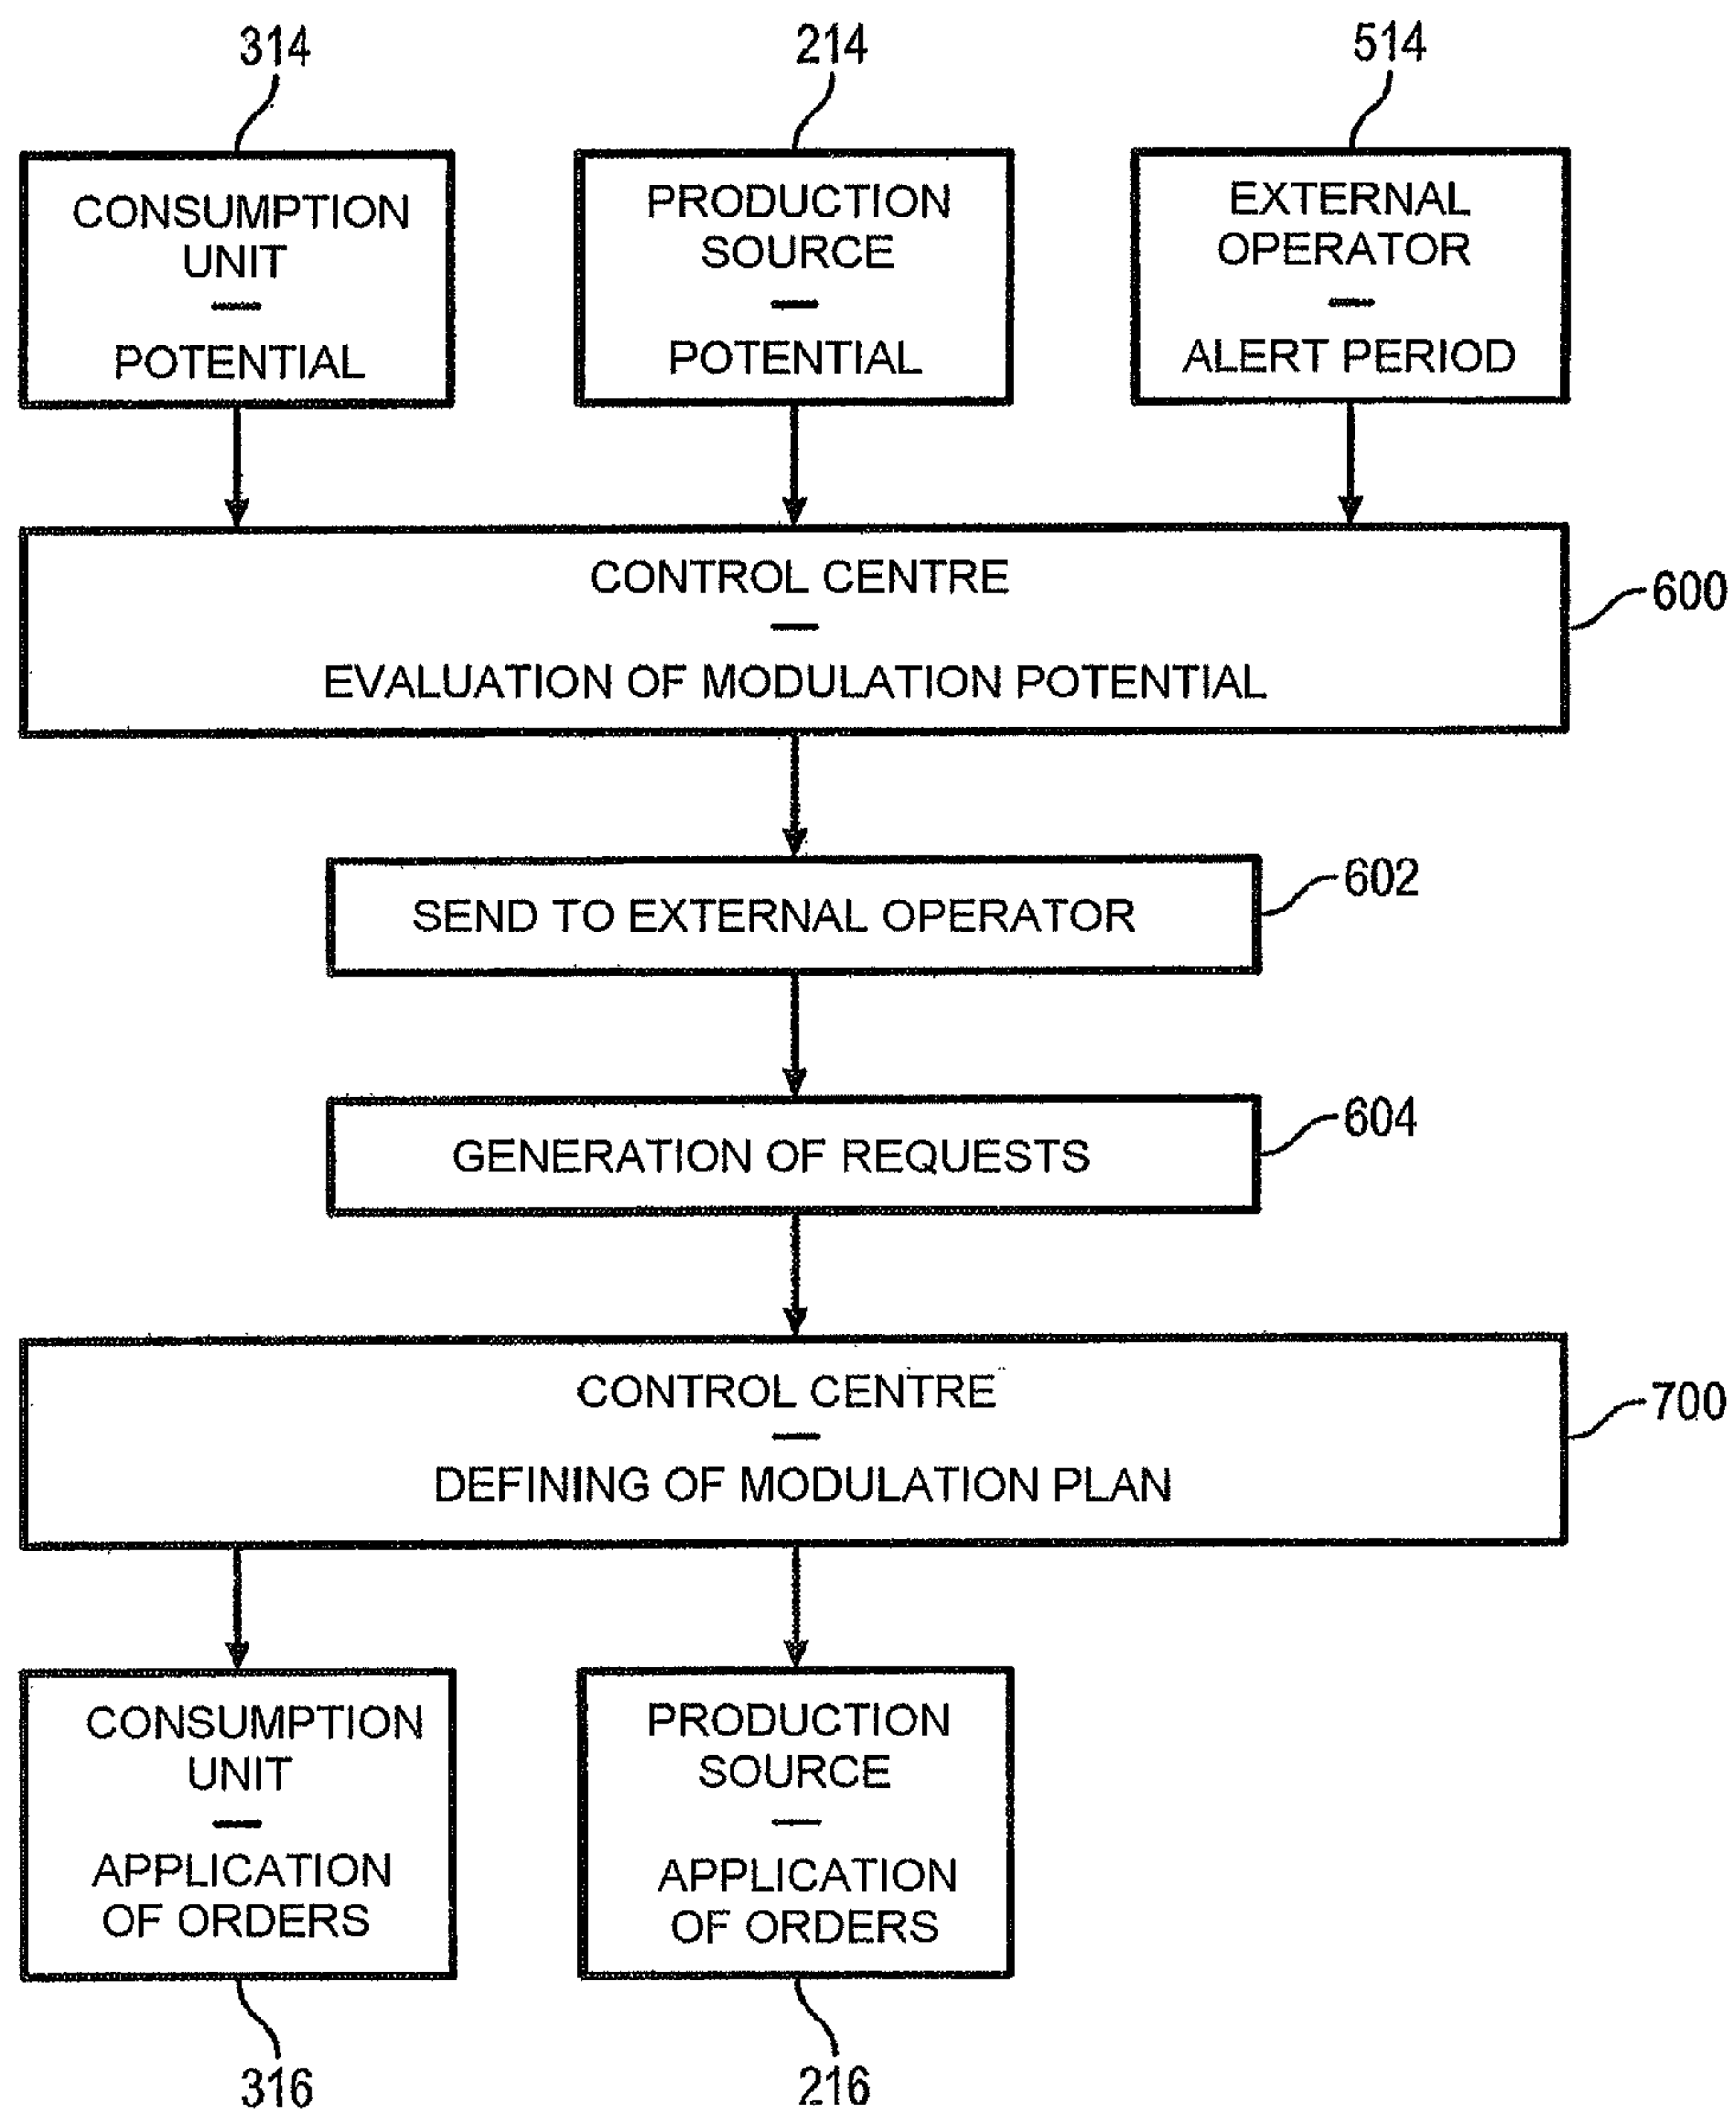 314
214
514
CONSUMPTION
UNIT
—
POTENTIAL
PRODUCTION
SOURCE
—
POTENTIAL
EXTERNAL
OPERATOR
—
ALERT PERIOD
CONTROL CENTRE
—
EVALUATION OF MODULATION POTENTIAL
600
SEND TO EXTERNAL OPERATOR
602
GENERATION OF REQUESTS
604
CONTROL CENTRE
—
DEFINING OF MODULATION PLAN
700
CONSUMPTION
UNIT
—
APPLICATION
OF ORDERS
PRODUCTION
SOURCE
—
APPLICATION
OF ORDERS
316
216